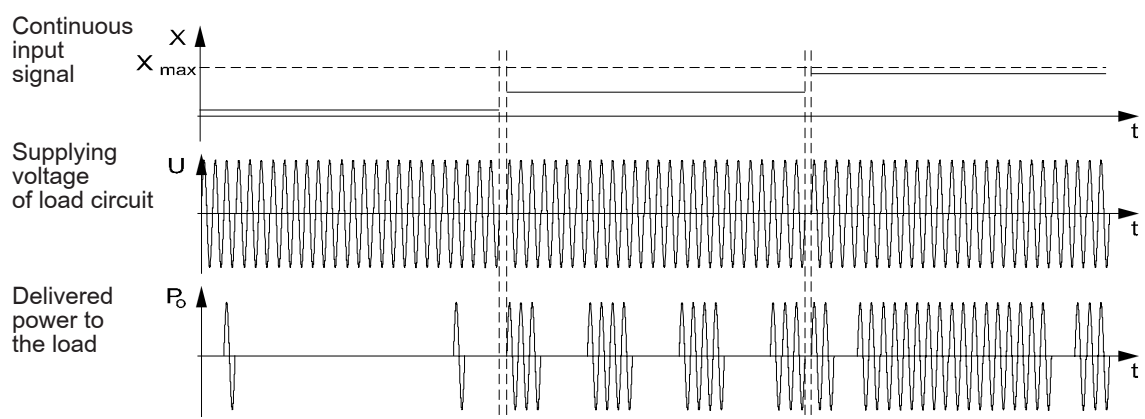 Continuous
input
signal
X
X max
t
Supplying
voltage
of load circuit
U
t
Delivered
power to
the load
Po
t